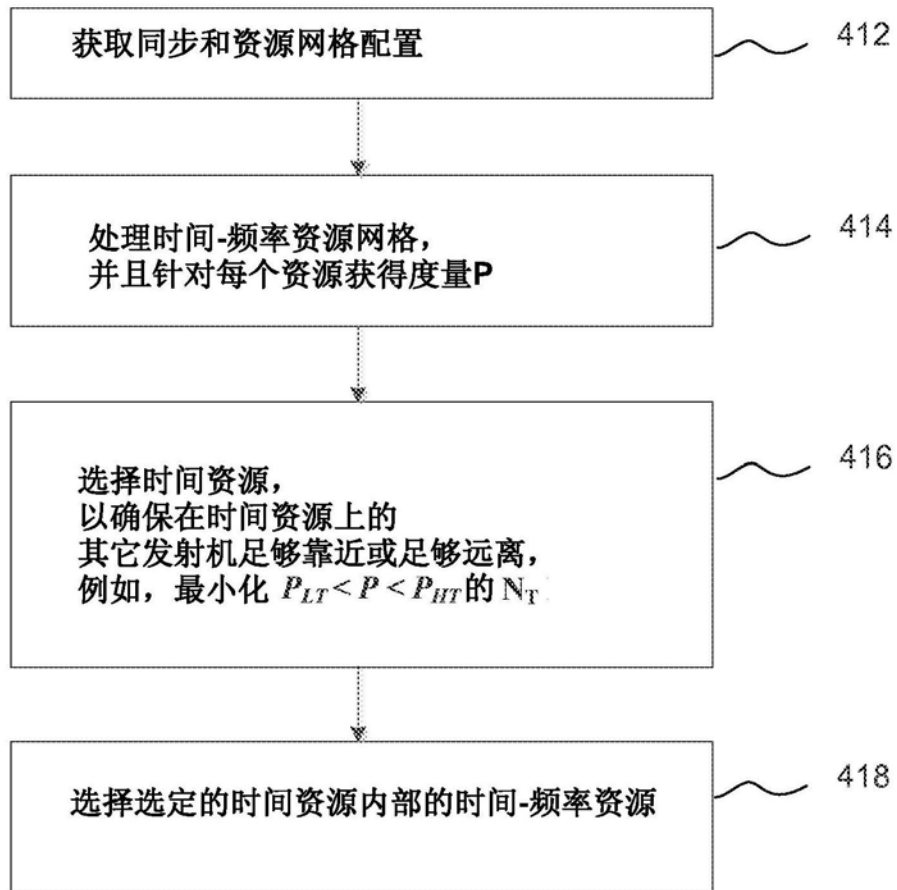 获取同步和资源网格配置
412
处理时间-频率资源网格，
并且针对每个资源获得度量P
414
选择时间资源，
以确保在时间资源上的
其它发射机足够靠近或足够远离，
例如，最小化 P_LT < P < P_HT 的 N_T
416
选择选定的时间资源内部的时间-频率资源
418